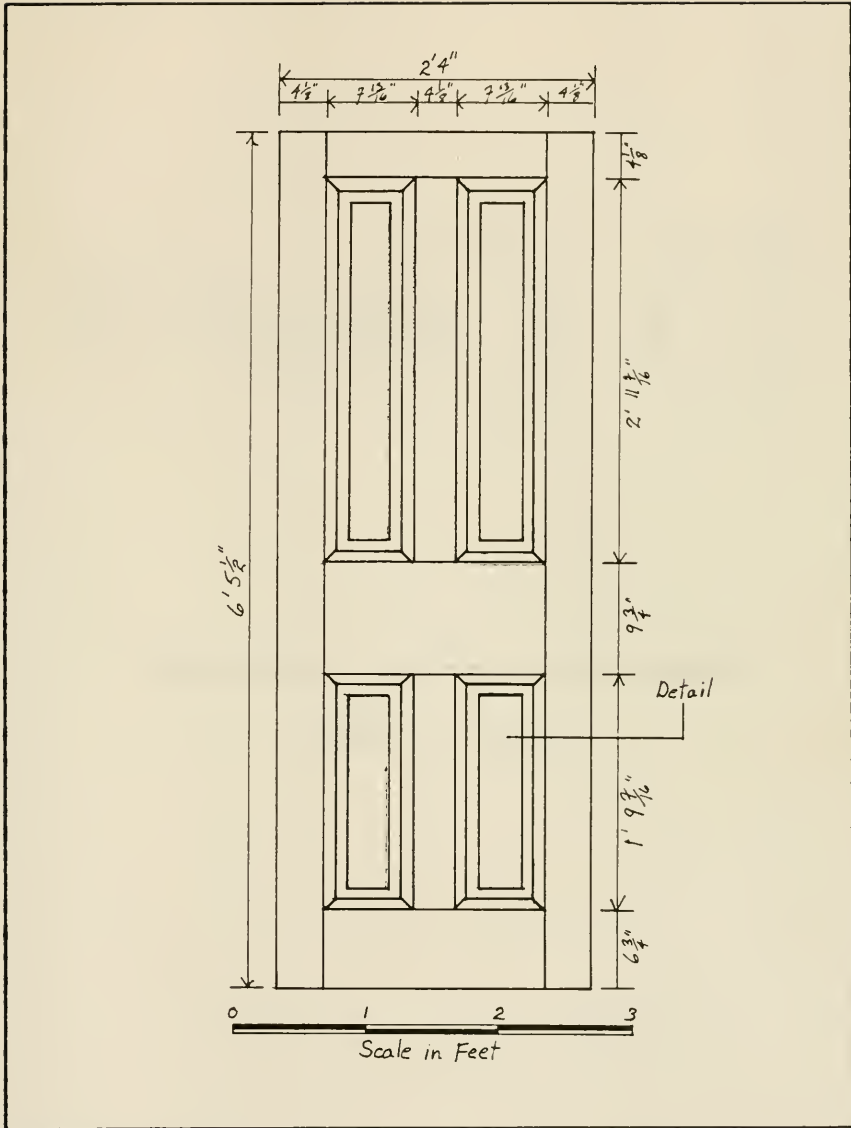 2'4"
4 1/8" 7 13/16" 4 1/8" 7 13/16" 4 1/8"
4 1/8"
2' 11 7/16"
6' 5 1/2"
9 3/4"
Detail
1' 9 7/16"
6 3/4"
0 1 2 3
Scale in Feet